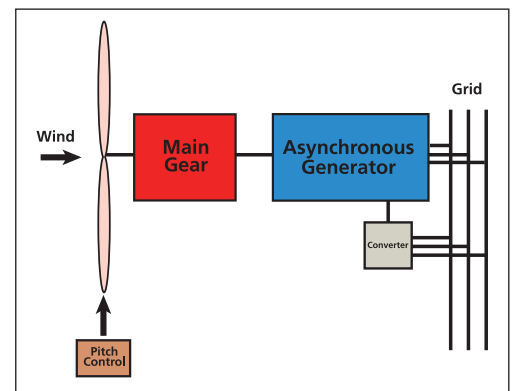 Grid
Wind
Main
Gear
Asynchronous
Generator
Converter
Pitch
Control